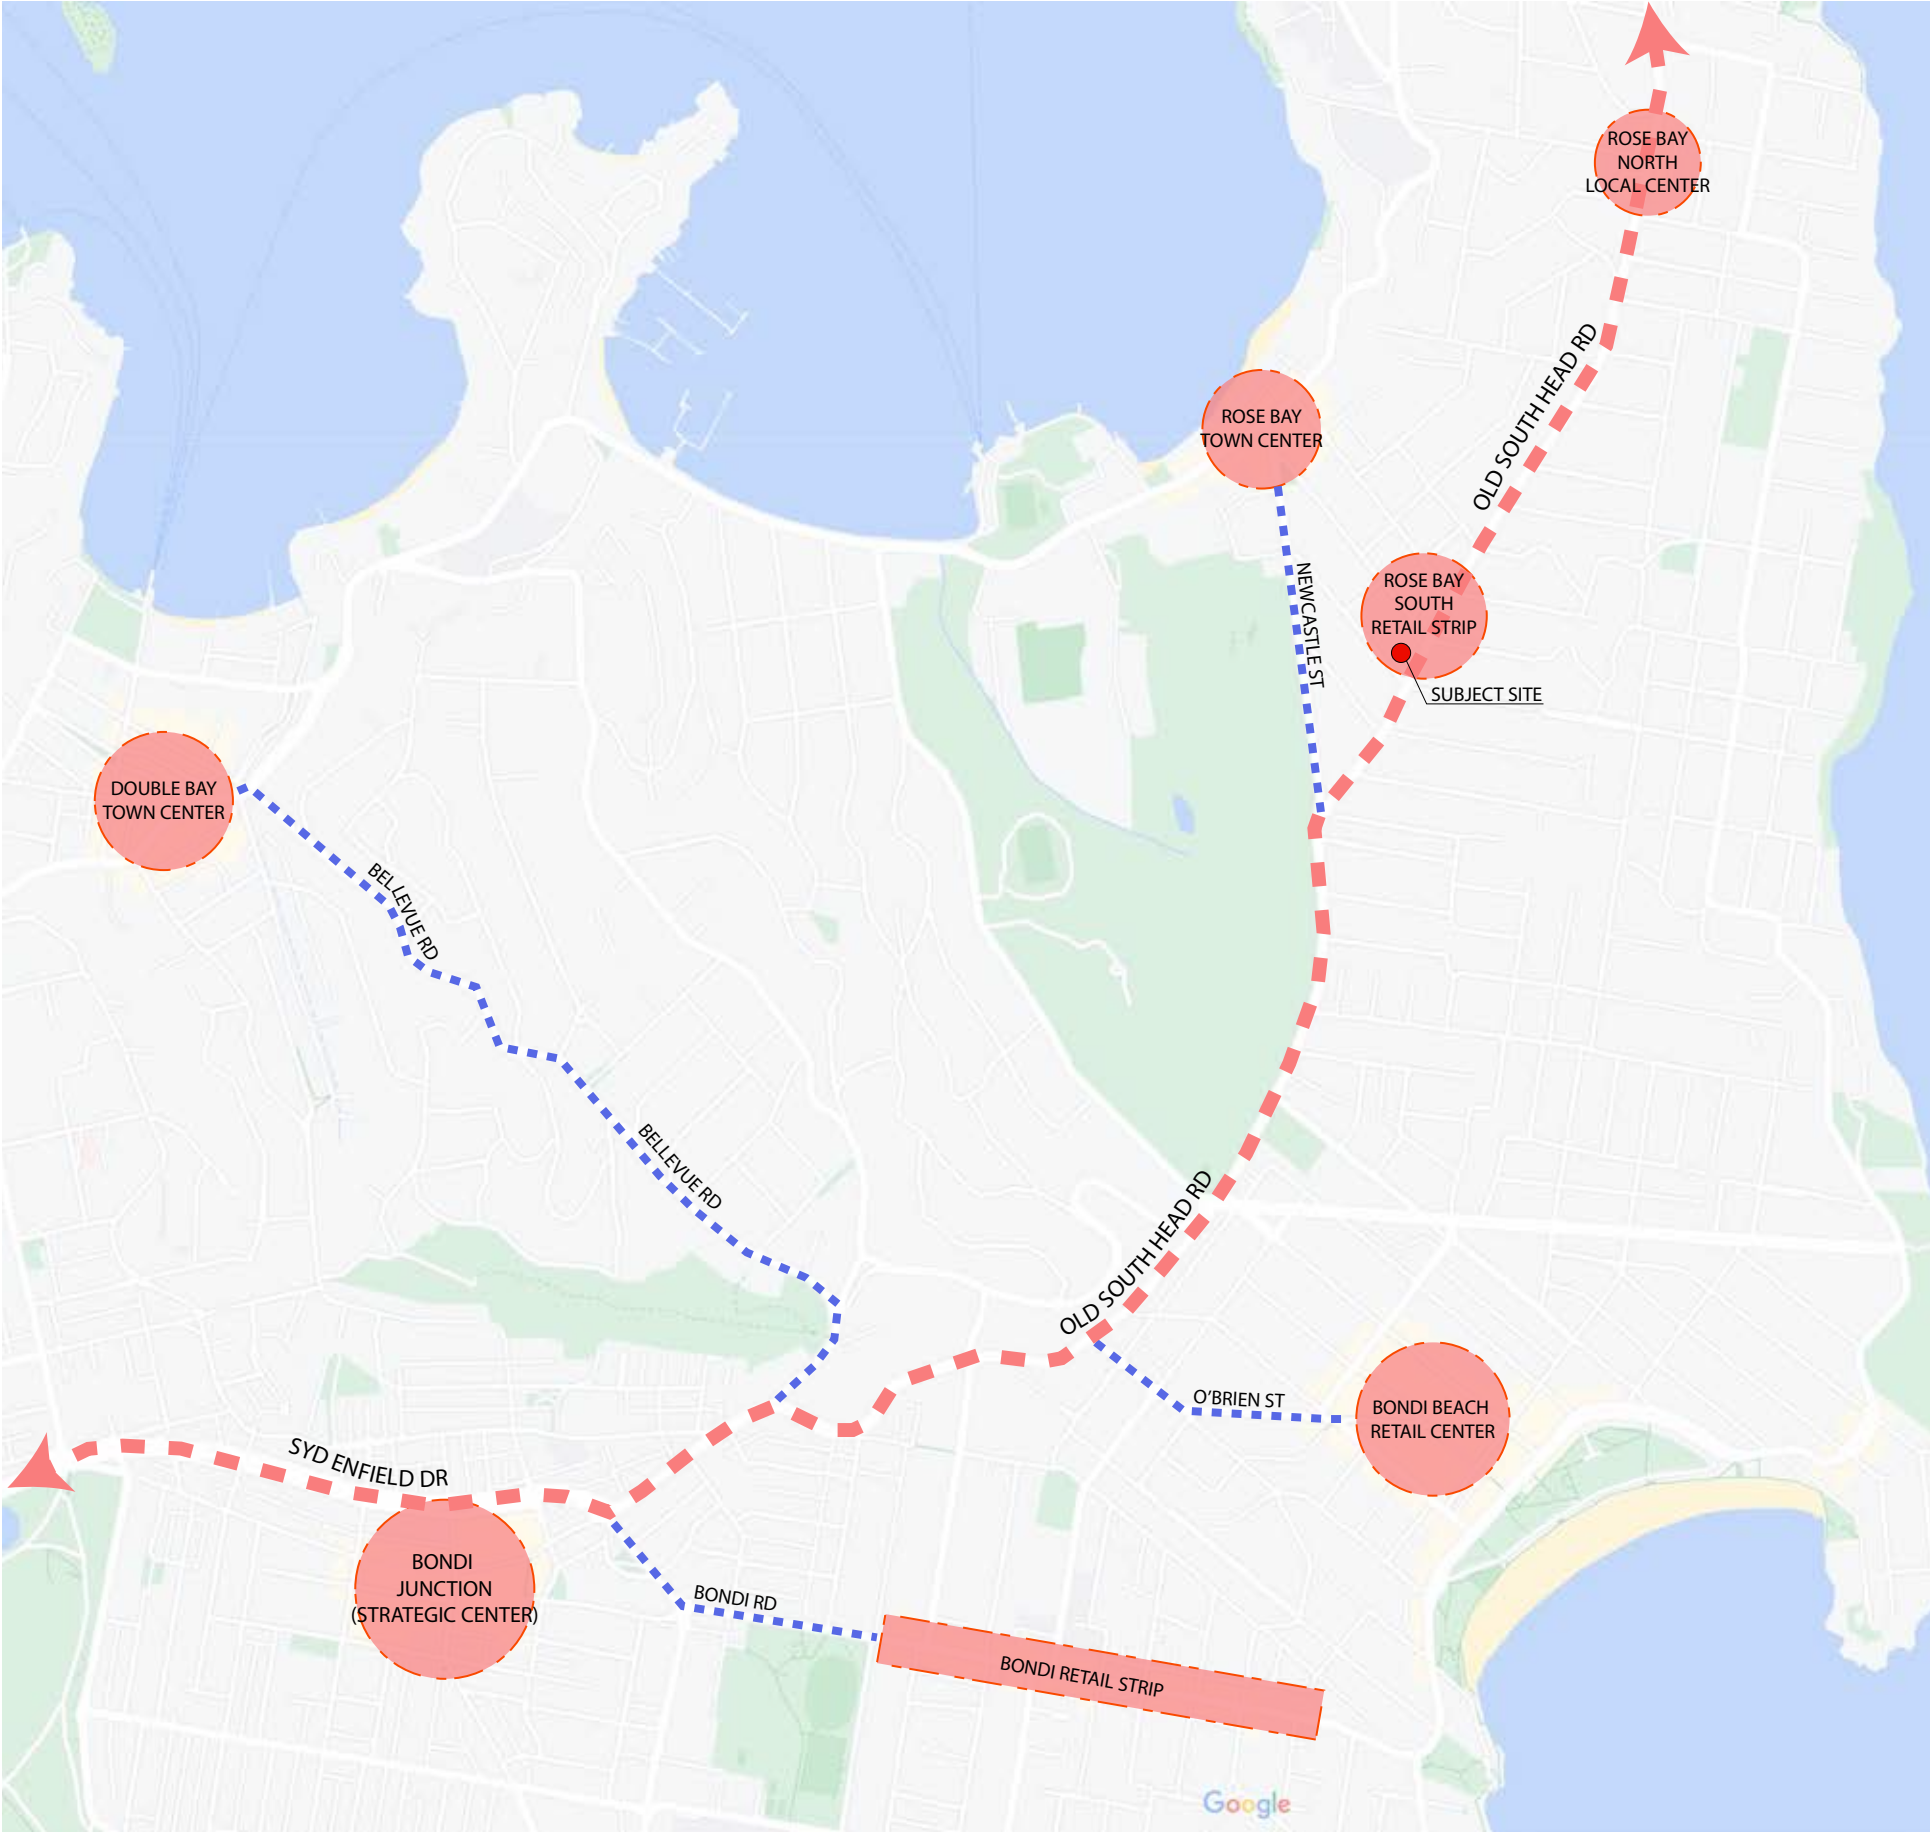 ROSE BAY
NORTH
LOCAL CENTER
OLD SOUTH HEAD RD
ROSE BAY
TOWN CENTER
NEWCASTLE ST
ROSE BAY
SOUTH
RETAIL STRIP
SUBJECT SITE
DOUBLE BAY
TOWN CENTER
BELLEVUE RD
BELLEVUE RD
OLD SOUTH HEAD RD
O'BRIEN ST
BONDI BEACH
RETAIL CENTER
SYD ENFIELD DR
BONDI
JUNCTION
(STRATEGIC CENTER)
BONDI RD
BONDI RETAIL STRIP
Google